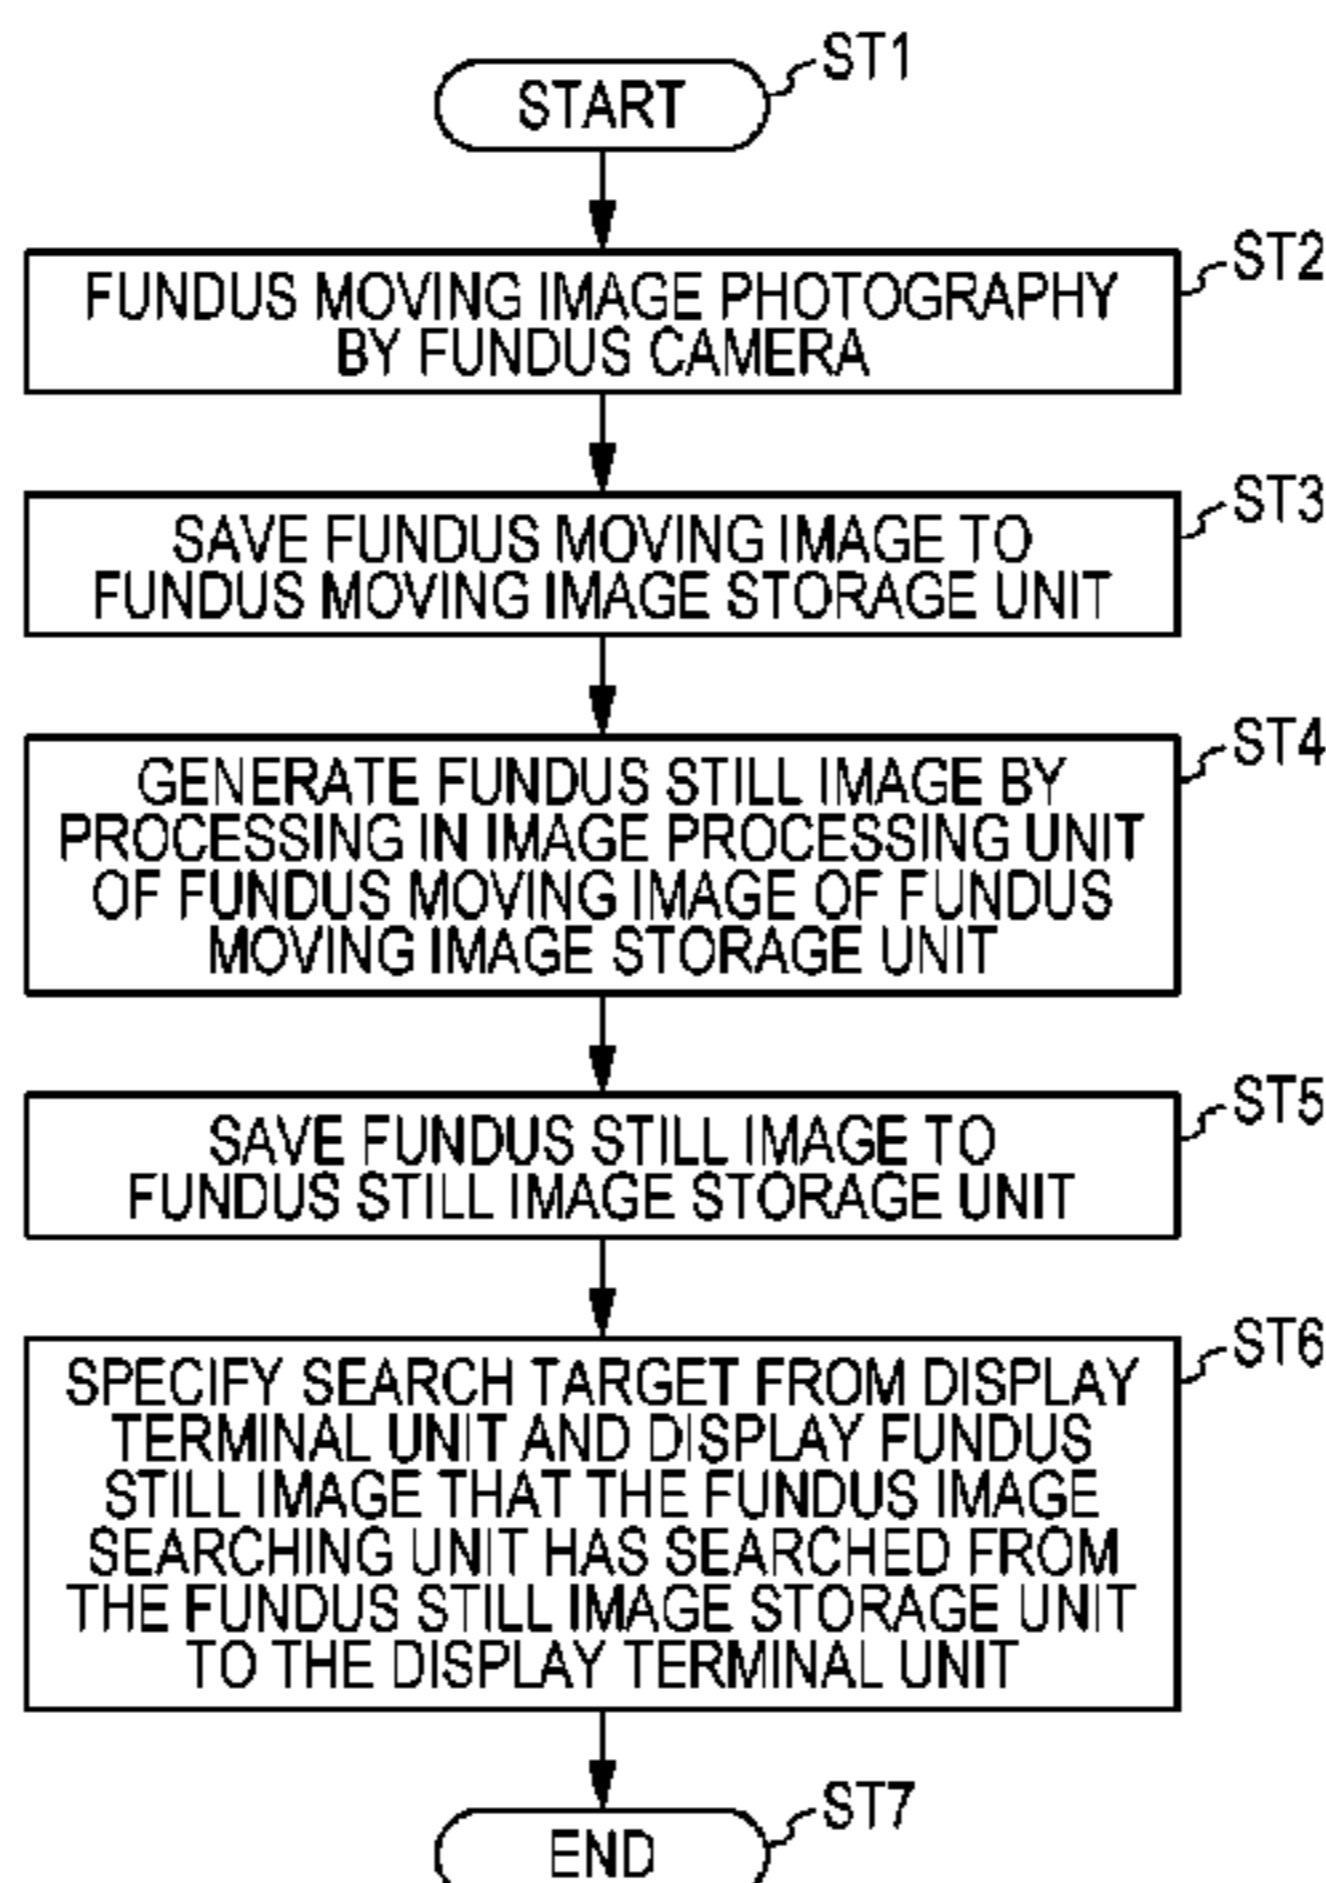 START
ST1
FUNDUS MOVING IMAGE PHOTOGRAPHY
BY FUNDUS CAMERA
ST2
SAVE FUNDUS MOVING IMAGE TO
FUNDUS MOVING IMAGE STORAGE UNIT
ST3
GENERATE FUNDUS STILL IMAGE BY
PROCESSING IN IMAGE PROCESSING UNIT
OF FUNDUS MOVING IMAGE OF FUNDUS
MOVING IMAGE STORAGE UNIT
ST4
SAVE FUNDUS STILL IMAGE TO
FUNDUS STILL IMAGE STORAGE UNIT
ST5
SPECIFY SEARCH TARGET FROM DISPLAY
TERMINAL UNIT AND DISPLAY FUNDUS
STILL IMAGE THAT THE FUNDUS IMAGE
SEARCHING UNIT HAS SEARCHED FROM
THE FUNDUS STILL IMAGE STORAGE UNIT
TO THE DISPLAY TERMINAL UNIT
ST6
END
ST7